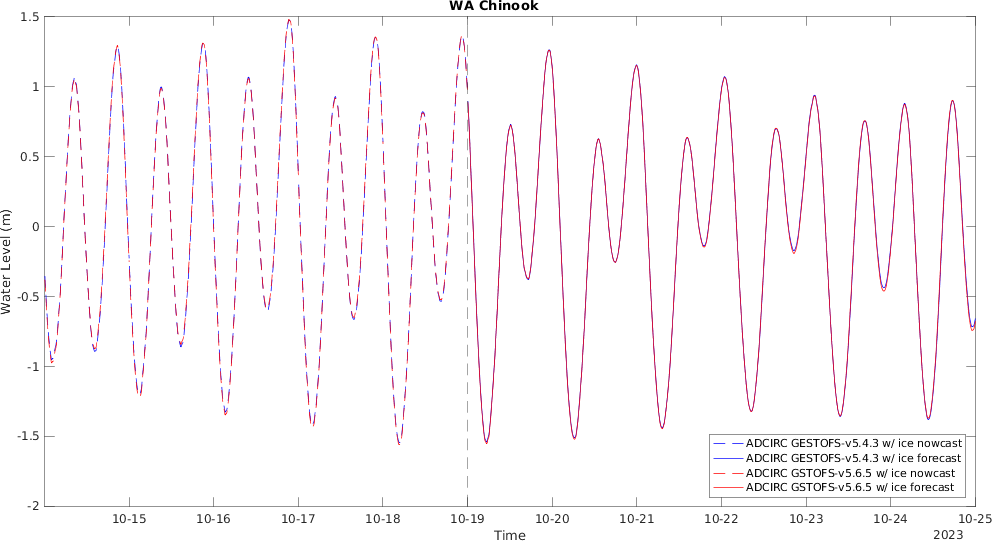 WA Chinook
1.5
1
0.5
0
-0.5
-1
-1.5
-2
Water Level (m)
10-15
10-16
10-17
10-18
10-19
10-20
10-21
10-22
10-23
10-24
10-25
Time
2023
ADCIRC GESTOFS-v5.4.3 w/ ice nowcast
ADCIRC GESTOFS-v5.4.3 w/ ice forecast
ADCIRC GSTOFS-v5.6.5 w/ ice nowcast
ADCIRC GSTOFS-v5.6.5 w/ ice forecast